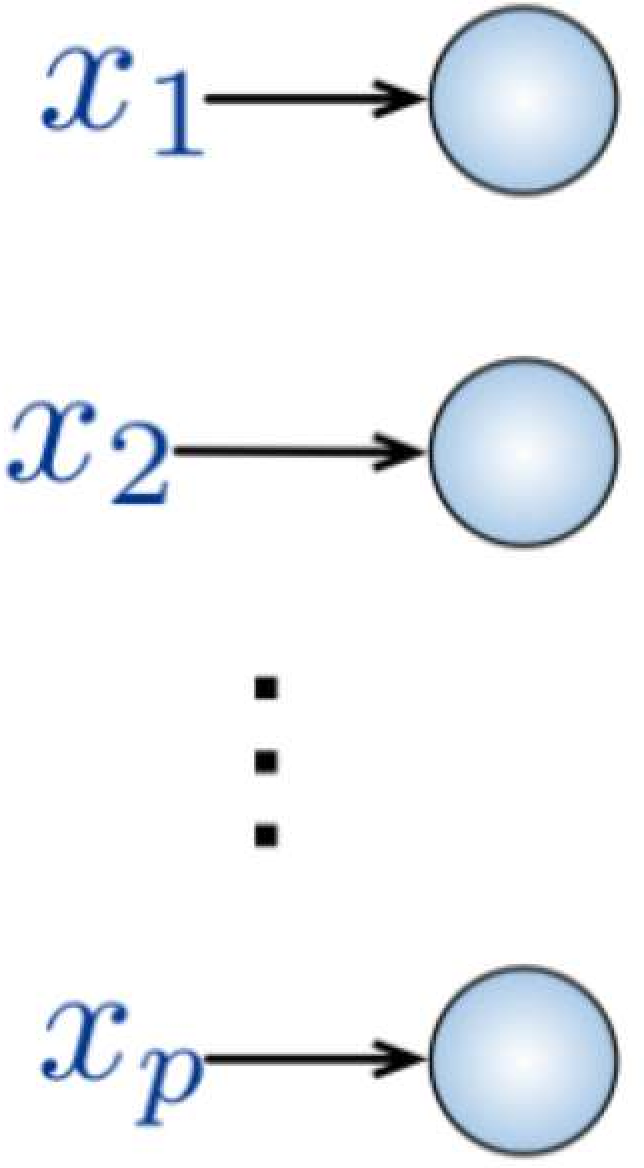 x₁
x₂
⋮
xₚ